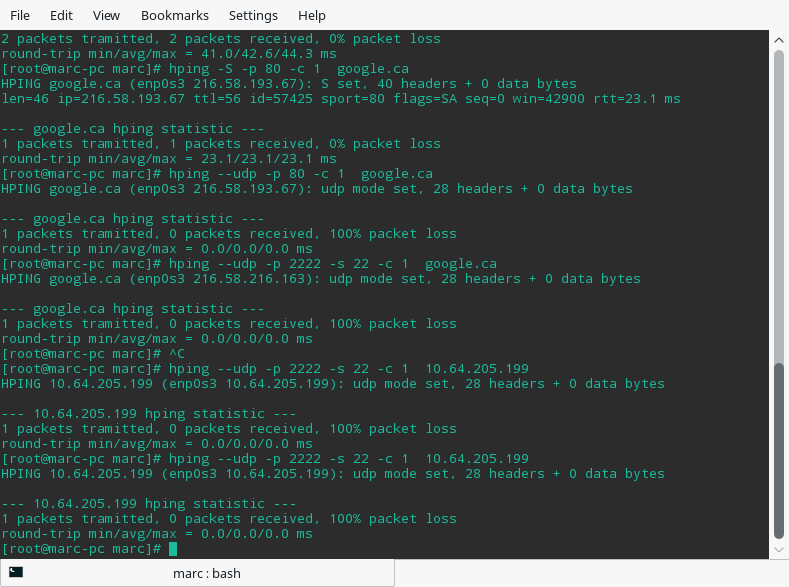 File Edit View Bookmarks Settings Help
2 packets tramitted, 2 packets received, 0% packet loss
round-trip min/avg/max = 41.0/42.6/44.3 ms
[root@marc-pc marc]# hping -S -p 80 -c 1  google.ca
HPING google.ca (enp0s3 216.58.193.67): S set, 40 headers + 0 data bytes
len=46 ip=216.58.193.67 ttl=56 id=57425 sport=80 flags=SA seq=0 win=42900 rtt=23.1 ms
--- google.ca hping statistic ---
1 packets tramitted, 1 packets received, 0% packet loss
round-trip min/avg/max = 23.1/23.1/23.1 ms
[root@marc-pc marc]# hping --udp -p 80 -c 1  google.ca
HPING google.ca (enp0s3 216.58.193.67): udp mode set, 28 headers + 0 data bytes
--- google.ca hping statistic ---
1 packets tramitted, 0 packets received, 100% packet loss
round-trip min/avg/max = 0.0/0.0/0.0 ms
[root@marc-pc marc]# hping --udp -p 2222 -s 22 -c 1  google.ca
HPING google.ca (enp0s3 216.58.216.163): udp mode set, 28 headers + 0 data bytes
--- google.ca hping statistic ---
1 packets tramitted, 0 packets received, 100% packet loss
round-trip min/avg/max = 0.0/0.0/0.0 ms
[root@marc-pc marc]# ^C
[root@marc-pc marc]# hping --udp -p 2222 -s 22 -c 1  10.64.205.199
HPING 10.64.205.199 (enp0s3 10.64.205.199): udp mode set, 28 headers + 0 data bytes
--- 10.64.205.199 hping statistic ---
1 packets tramitted, 0 packets received, 100% packet loss
round-trip min/avg/max = 0.0/0.0/0.0 ms
[root@marc-pc marc]# hping --udp -p 2222 -s 22 -c 1  10.64.205.199
HPING 10.64.205.199 (enp0s3 10.64.205.199): udp mode set, 28 headers + 0 data bytes
--- 10.64.205.199 hping statistic ---
1 packets tramitted, 0 packets received, 100% packet loss
round-trip min/avg/max = 0.0/0.0/0.0 ms
[root@marc-pc marc]#
marc : bash